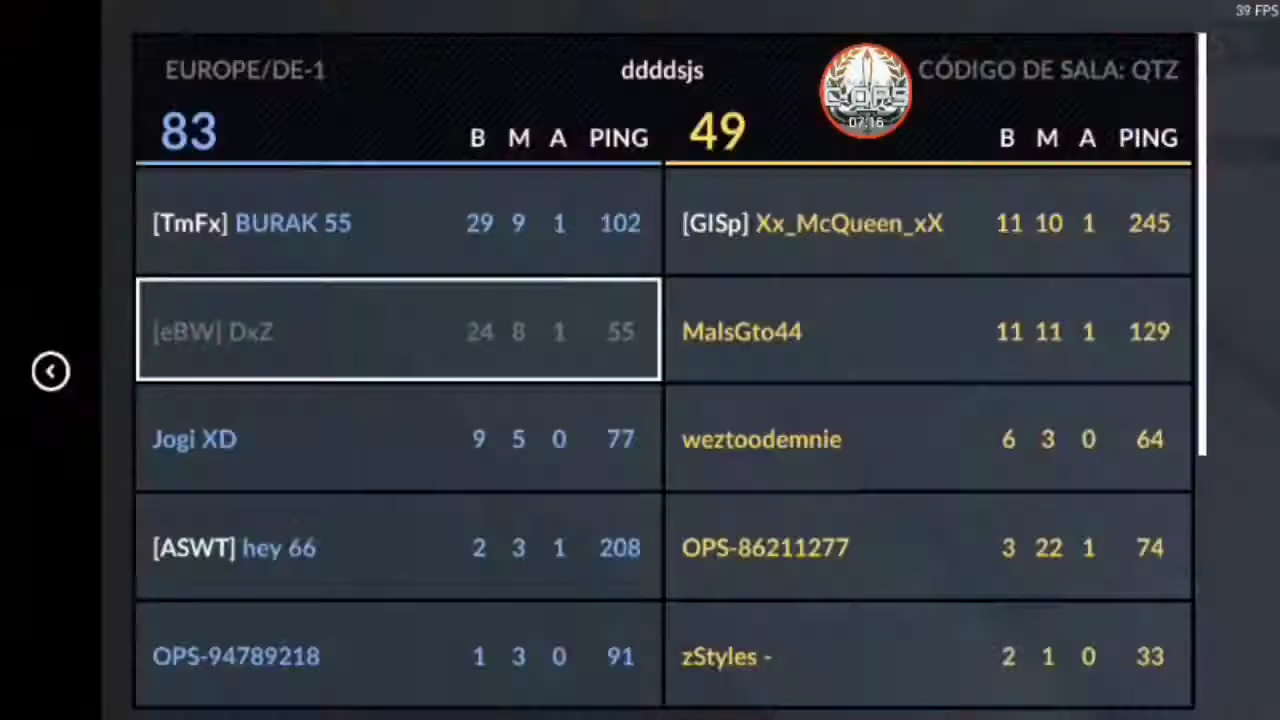 39 FPS
EUROPE/DE-1 ddddsjs CÓDIGO DE SALA: QTZ
C-OPS
07:16
83 B M A PING 49 B M A PING
[TmFx] BURAK 55 29 9 1 102 [GISp] Xx_McQueen_xX 11 10 1 245
[eBW] DxZ 24 8 1 55 MalsGto44 11 11 1 129
Jogi XD 9 5 0 77 weztoodemnie 6 3 0 64
[ASWT] hey 66 2 3 1 208 OPS-86211277 3 22 1 74
OPS-94789218 1 3 0 91 zStyles - 2 1 0 33